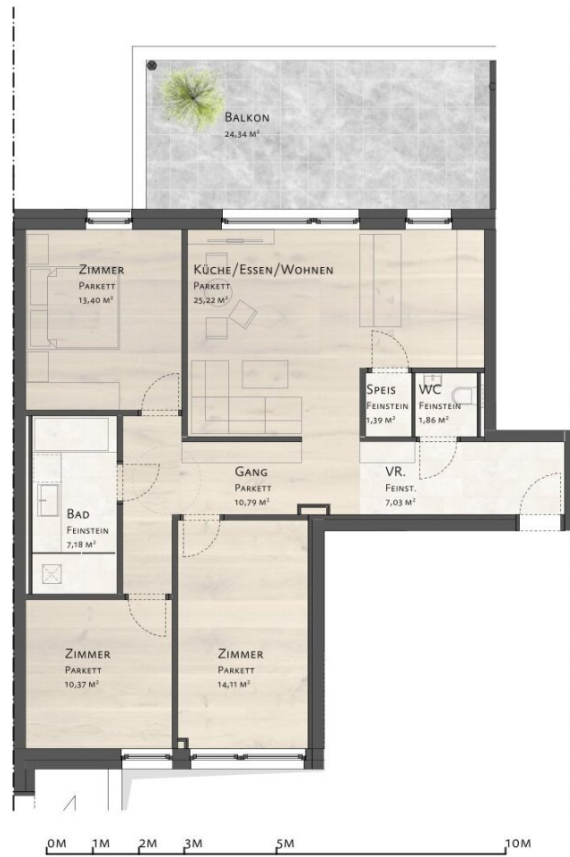 BALKON
24,34 M²
ZIMMER
PARKETT
13,40 M²
KÜCHE/ESSEN/WOHNEN
PARKETT
25,22 M²
SPEIS
FEINSTEIN
1,39 M²
WC
FEINSTEIN
1,86 M²
GANG
PARKETT
10,79 M²
VR.
FEINST.
7,03 M²
BAD
FEINSTEIN
7,18 M²
ZIMMER
PARKETT
10,37 M²
ZIMMER
PARKETT
14,11 M²
0M 1M 2M 3M 5M 10M